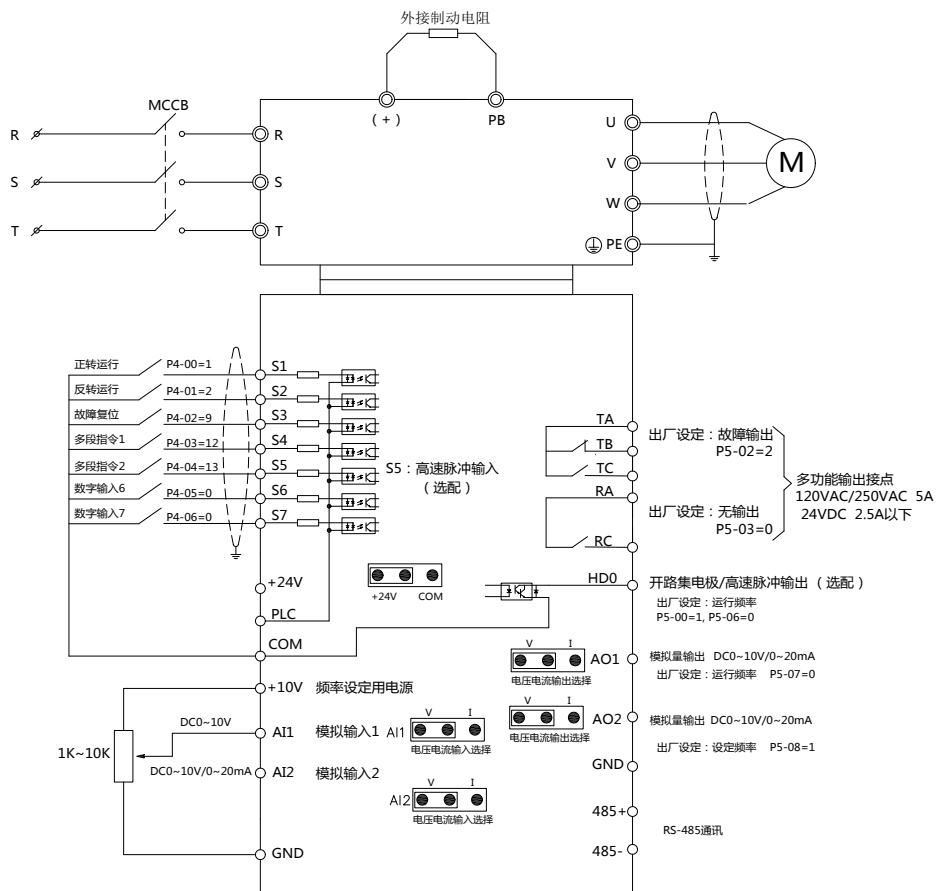 外接制动电阻
MCCB
(+)
PB
R
R
U
S
S
V
M
T
T
W
PE
正转运行
P4-00=1
S1
反转运行
P4-01=2
S2
故障复位
P4-02=9
S3
多段指令1
P4-03=12
S4
多段指令2
P4-04=13
S5
数字输入6
P4-05=0
S6
数字输入7
P4-06=0
S7
S5：高速脉冲输入
（选配）
TA
TB
TC
出厂设定：故障输出
P5-02=2
RA
RC
出厂设定：无输出
P5-03=0
多功能输出接点
120VAC/250VAC 5A
24VDC 2.5A以下
+24V
+24V
COM
PLC
COM
HD0
开路集电极/高速脉冲输出（选配）
出厂设定：运行频率
P5-00=1, P5-06=0
V
I
AO1
电压电流输出选择
模拟量输出 DC0~10V/0~20mA
出厂设定：运行频率 P5-07=0
+10V
频率设定用电源
V
I
AO2
电压电流输出选择
模拟量输出 DC0~10V/0~20mA
出厂设定：设定频率 P5-08=1
1K~10K
DC0~10V
AI1
模拟输入1
AI1
V
I
电压电流输入选择
DC0~10V/0~20mA
AI2
模拟输入2
AI2
V
I
电压电流输入选择
GND
GND
485+
485-
RS-485通讯